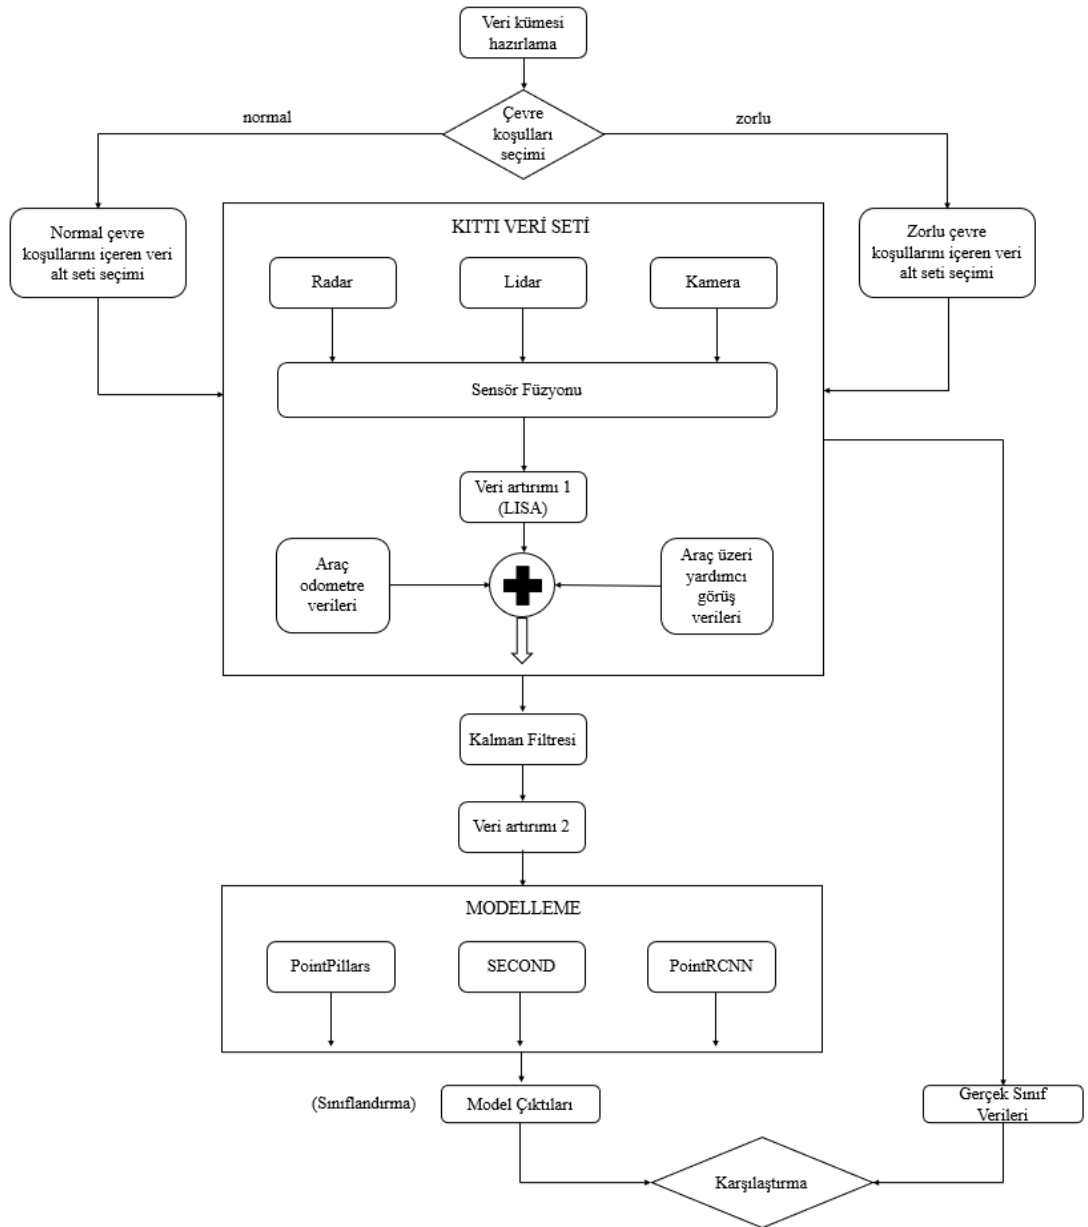 Veri kümesi
hazırlama
Çevre
koşulları
seçimi
normal
zorlu
Normal çevre
koşullarını içeren veri
alt seti seçimi
KITTI VERİ SETİ
Zorlu çevre
koşullarını içeren veri
alt seti seçimi
Radar
Lidar
Kamera
Sensör Füzyonu
Veri artırımı 1
(LISA)
Araç
odometre
verileri
Araç üzeri
yardımcı
görüş
verileri
Kalman Filtresi
Veri artırımı 2
MODELLEME
PointPillars
SECOND
PointRCNN
(Sınıflandırma)
Model Çıktıları
Gerçek Sınıf
Verileri
Karşılaştırma